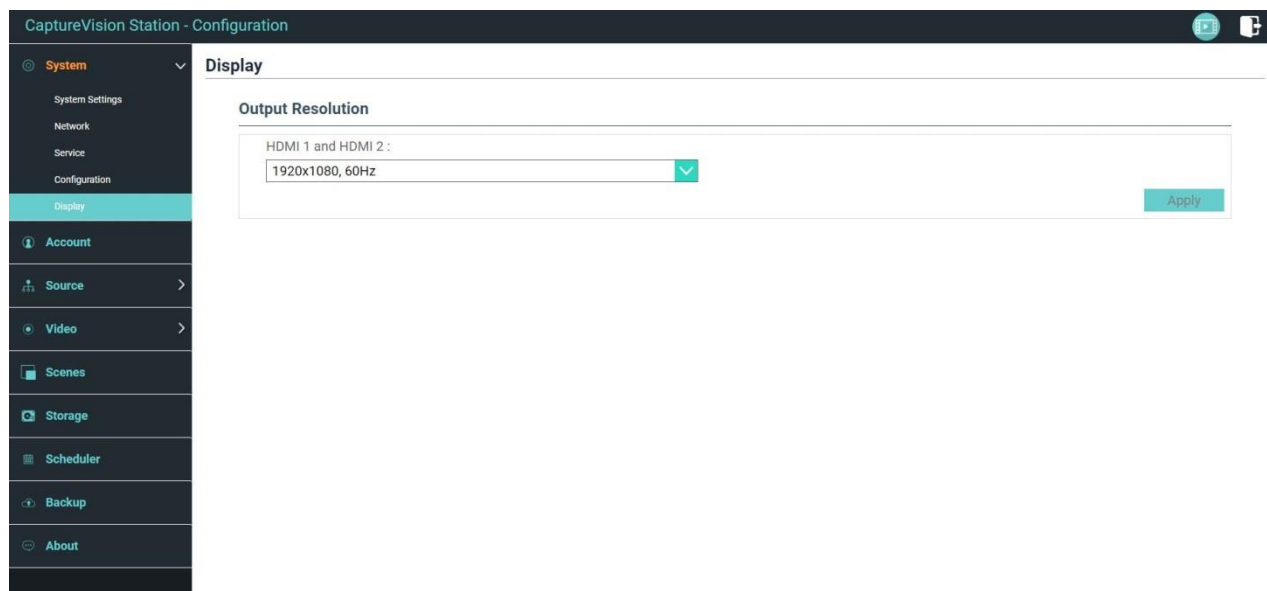 CaptureVision Station - Configuration
System
System Settings
Network
Service
Configuration
Display
Account
Source
Video
Scenes
Storage
Scheduler
Backup
About
Display
Output Resolution
HDMI 1 and HDMI 2 :
1920x1080, 60Hz
Apply